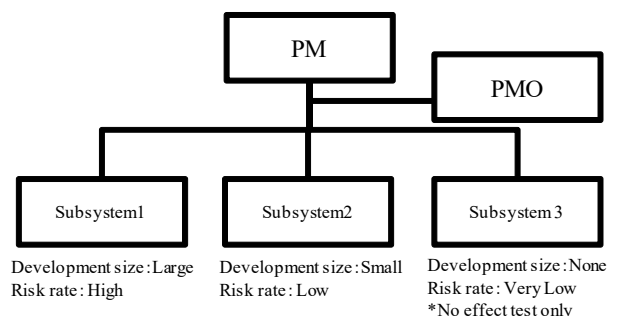 PM
PMO
Subsystem1
Subsystem2
Subsystem 3
Development size:Large
Risk rate:High
Development size:Small
Risk rate:Low
Development size:None
Risk rate:Very Low
*No effect test only